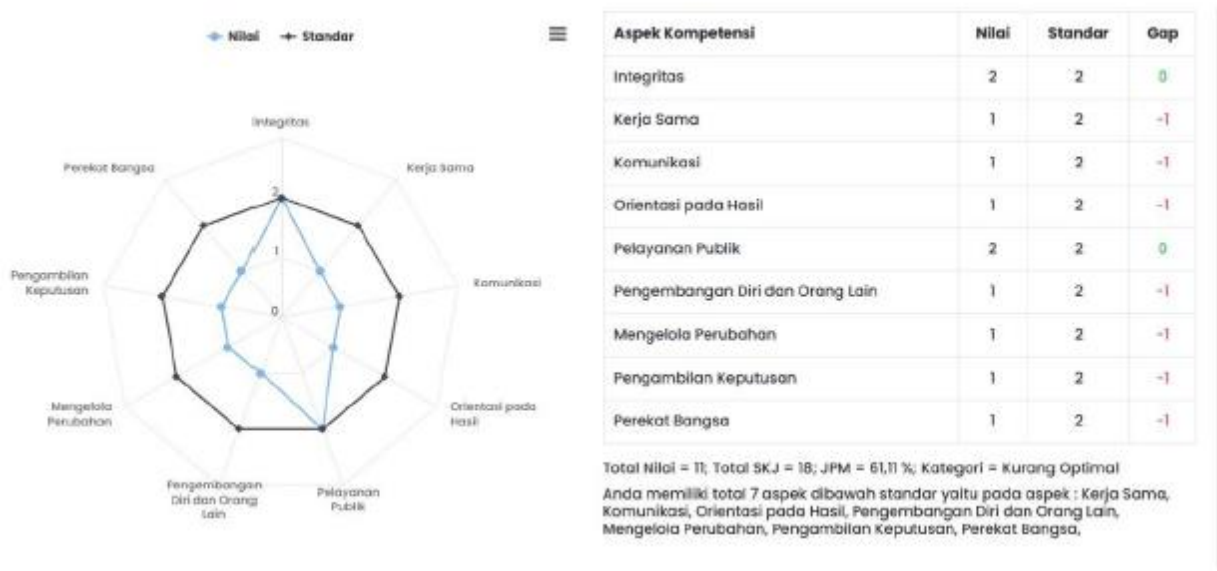 Nilai Standar
Integritas
Kerja Sama
Komunikasi
Orientasi pada
Hasil
Pelayanan
Publik
Pengembangan
Diri dan Orang
Lain
Mengelola
Perubahan
Pengambilan
Keputusan
Perekat Bangsa
2
1
0
Aspek Kompetensi Nilai Standar Gap
Integritas 2 2 0
Kerja Sama 1 2 -1
Komunikasi 1 2 -1
Orientasi pada Hasil 1 2 -1
Pelayanan Publik 2 2 0
Pengembangan Diri dan Orang Lain 1 2 -1
Mengelola Perubahan 1 2 -1
Pengambilan Keputusan 1 2 -1
Perekat Bangsa 1 2 -1
Total Nilai = 11; Total SKJ = 18; JPM = 61,11 %; Kategori = Kurang Optimal
Anda memiliki total 7 aspek dibawah standar yaitu pada aspek : Kerja Sama,
Komunikasi, Orientasi pada Hasil, Pengembangan Diri dan Orang Lain,
Mengelola Perubahan, Pengambilan Keputusan, Perekat Bangsa,